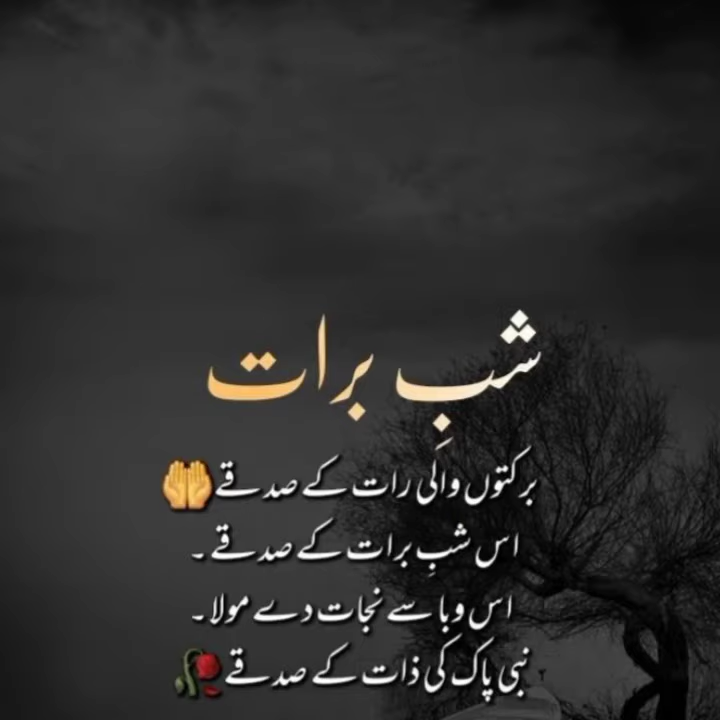 شبِ برات
برکتوں والی رات کے صدقے🤲
اس شبِ برات کے صدقے ۔
اس وبا سے نجات دے مولا ۔
نبی پاک کی ذات کے صدقے🥀